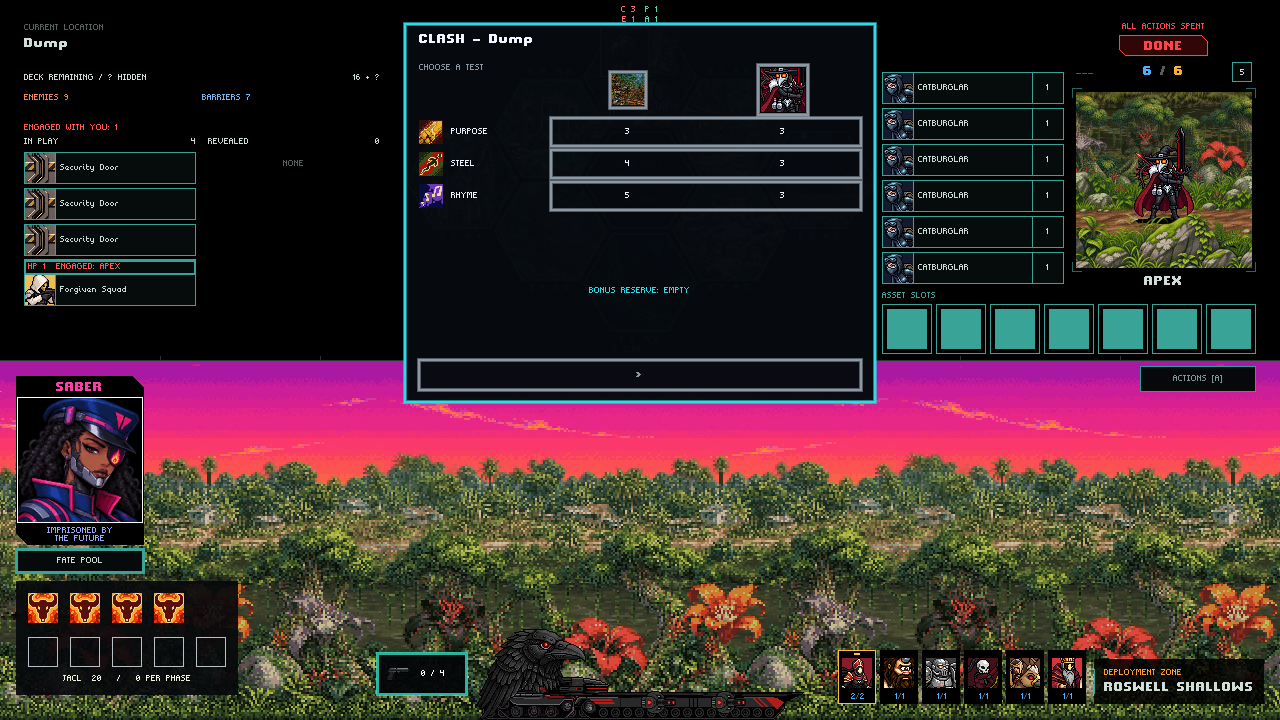 C 3 P 1
E 1 A 1
CURRENT LOCATION
Dump
DECK REMAINING / ? HIDDEN 16 + ?
ENEMIES 9 BARRIERS 7
ENGAGED WITH YOU: 1
IN PLAY 4 REVEALED 0
Security Door
NONE
Security Door
Security Door
HP 1 ENGAGED: APEX
Forgiven Squad
CLASH - Dump
CHOOSE A TEST
PURPOSE 3 3
STEEL 4 3
RHYME 5 3
BONUS RESERVE: EMPTY
>
ALL ACTIONS SPENT
DONE
--- 6 / 6 5
CATBURGLAR 1
CATBURGLAR 1
CATBURGLAR 1
CATBURGLAR 1
CATBURGLAR 1
CATBURGLAR 1
APEX
ASSET SLOTS
ACTIONS [A]
SABER
IMPRISONED BY
THE FUTURE
FATE POOL
JACL 20 / 0 PER PHASE
0 / 4
2/2 1/1 1/1 1/1 1/1 1/1
DEPLOYMENT ZONE
ROSWELL SHALLOWS